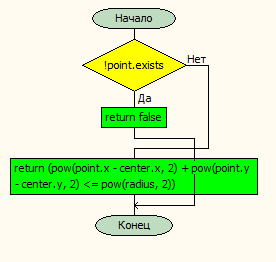 Начало
!point.exists
Нет
Да
return false
return (pow(point.x - center.x, 2) + pow(point.y
- center.y, 2) <= pow(radius, 2))
Конец